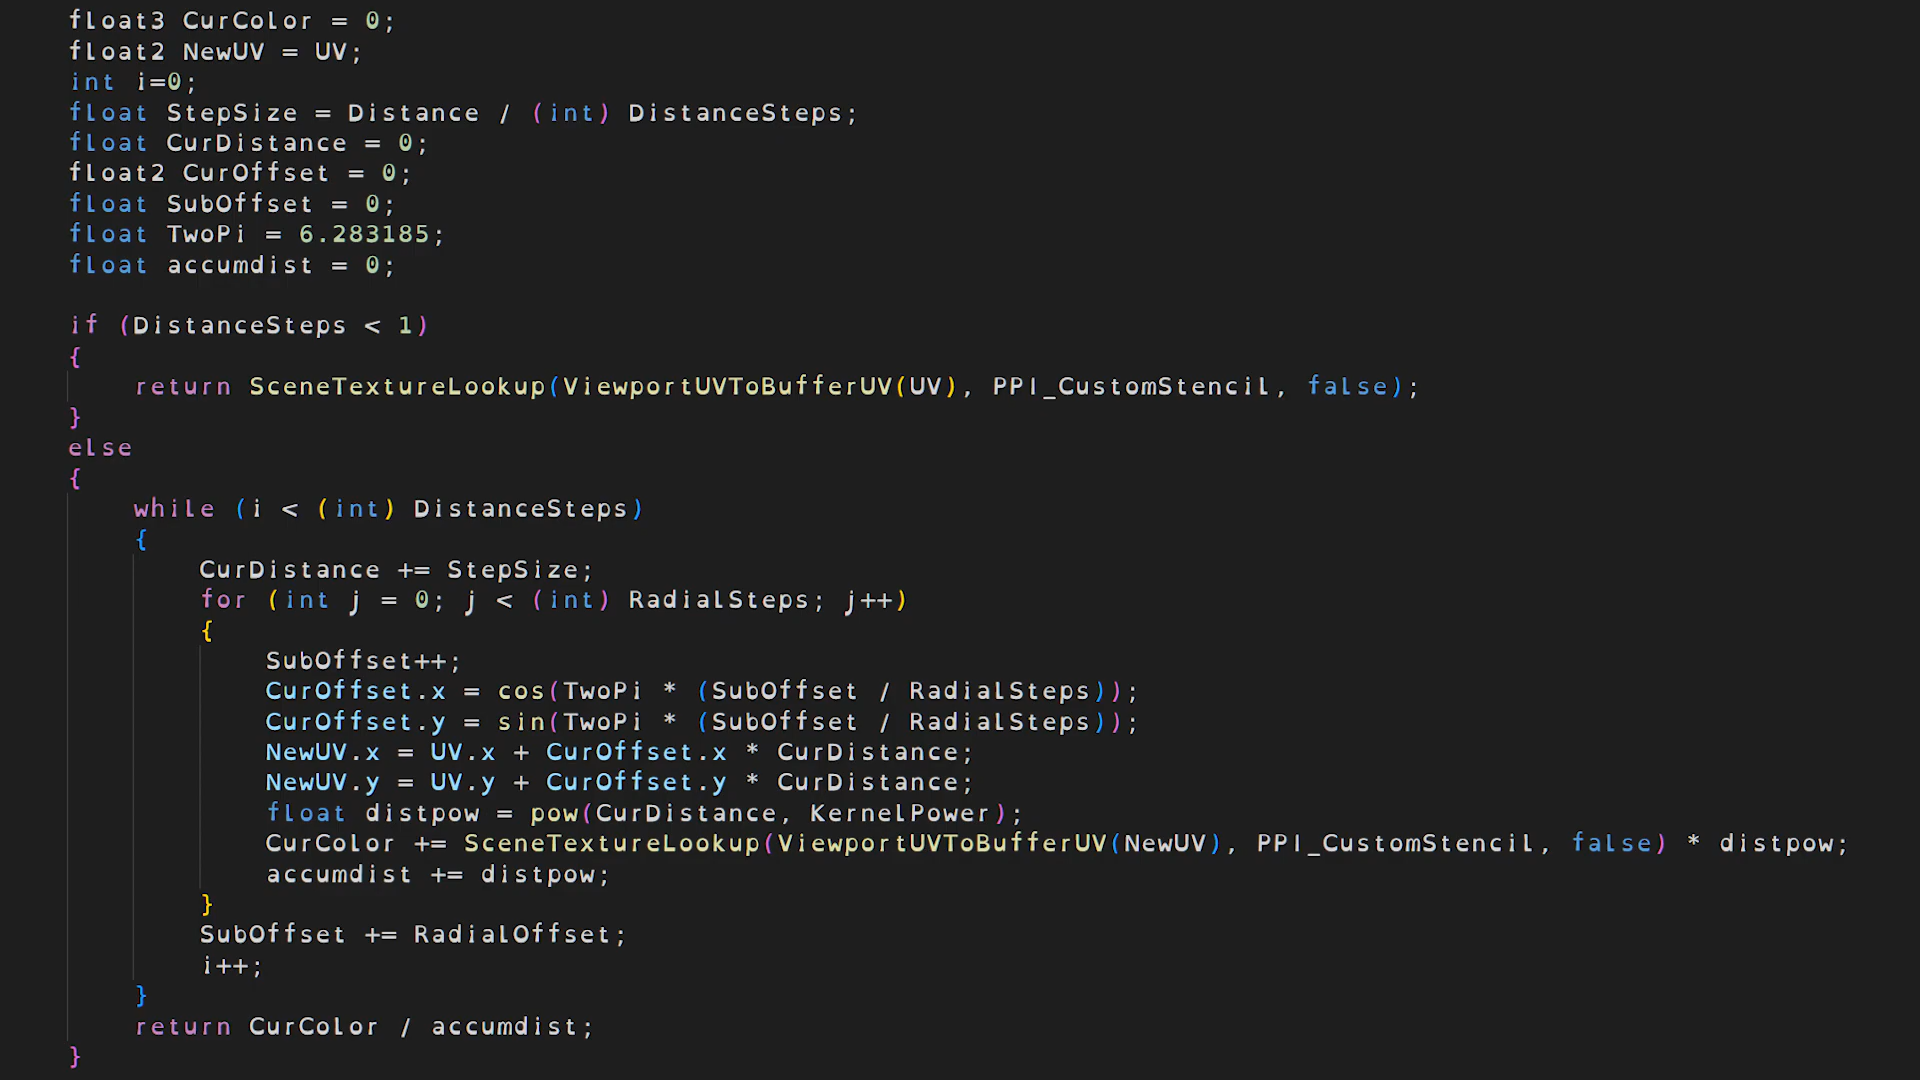 float3 CurColor = 0;
float2 NewUV = UV;
int i=0;
float StepSize = Distance / (int) DistanceSteps;
float CurDistance = 0;
float2 CurOffset = 0;
float SubOffset = 0;
float TwoPi = 6.283185;
float accumdist = 0;

if (DistanceSteps < 1)
{
    return SceneTextureLookup(ViewportUVToBufferUV(UV), PPI_CustomStencil, false);
}
else
{
    while (i < (int) DistanceSteps)
    {
        CurDistance += StepSize;
        for (int j = 0; j < (int) RadialSteps; j++)
        {
            SubOffset++;
            CurOffset.x = cos(TwoPi * (SubOffset / RadialSteps));
            CurOffset.y = sin(TwoPi * (SubOffset / RadialSteps));
            NewUV.x = UV.x + CurOffset.x * CurDistance;
            NewUV.y = UV.y + CurOffset.y * CurDistance;
            float distpow = pow(CurDistance, KernelPower);
            CurColor += SceneTextureLookup(ViewportUVToBufferUV(NewUV), PPI_CustomStencil, false) * distpow;
            accumdist += distpow;
        }
        SubOffset += RadialOffset;
        i++;
    }
    return CurColor / accumdist;
}